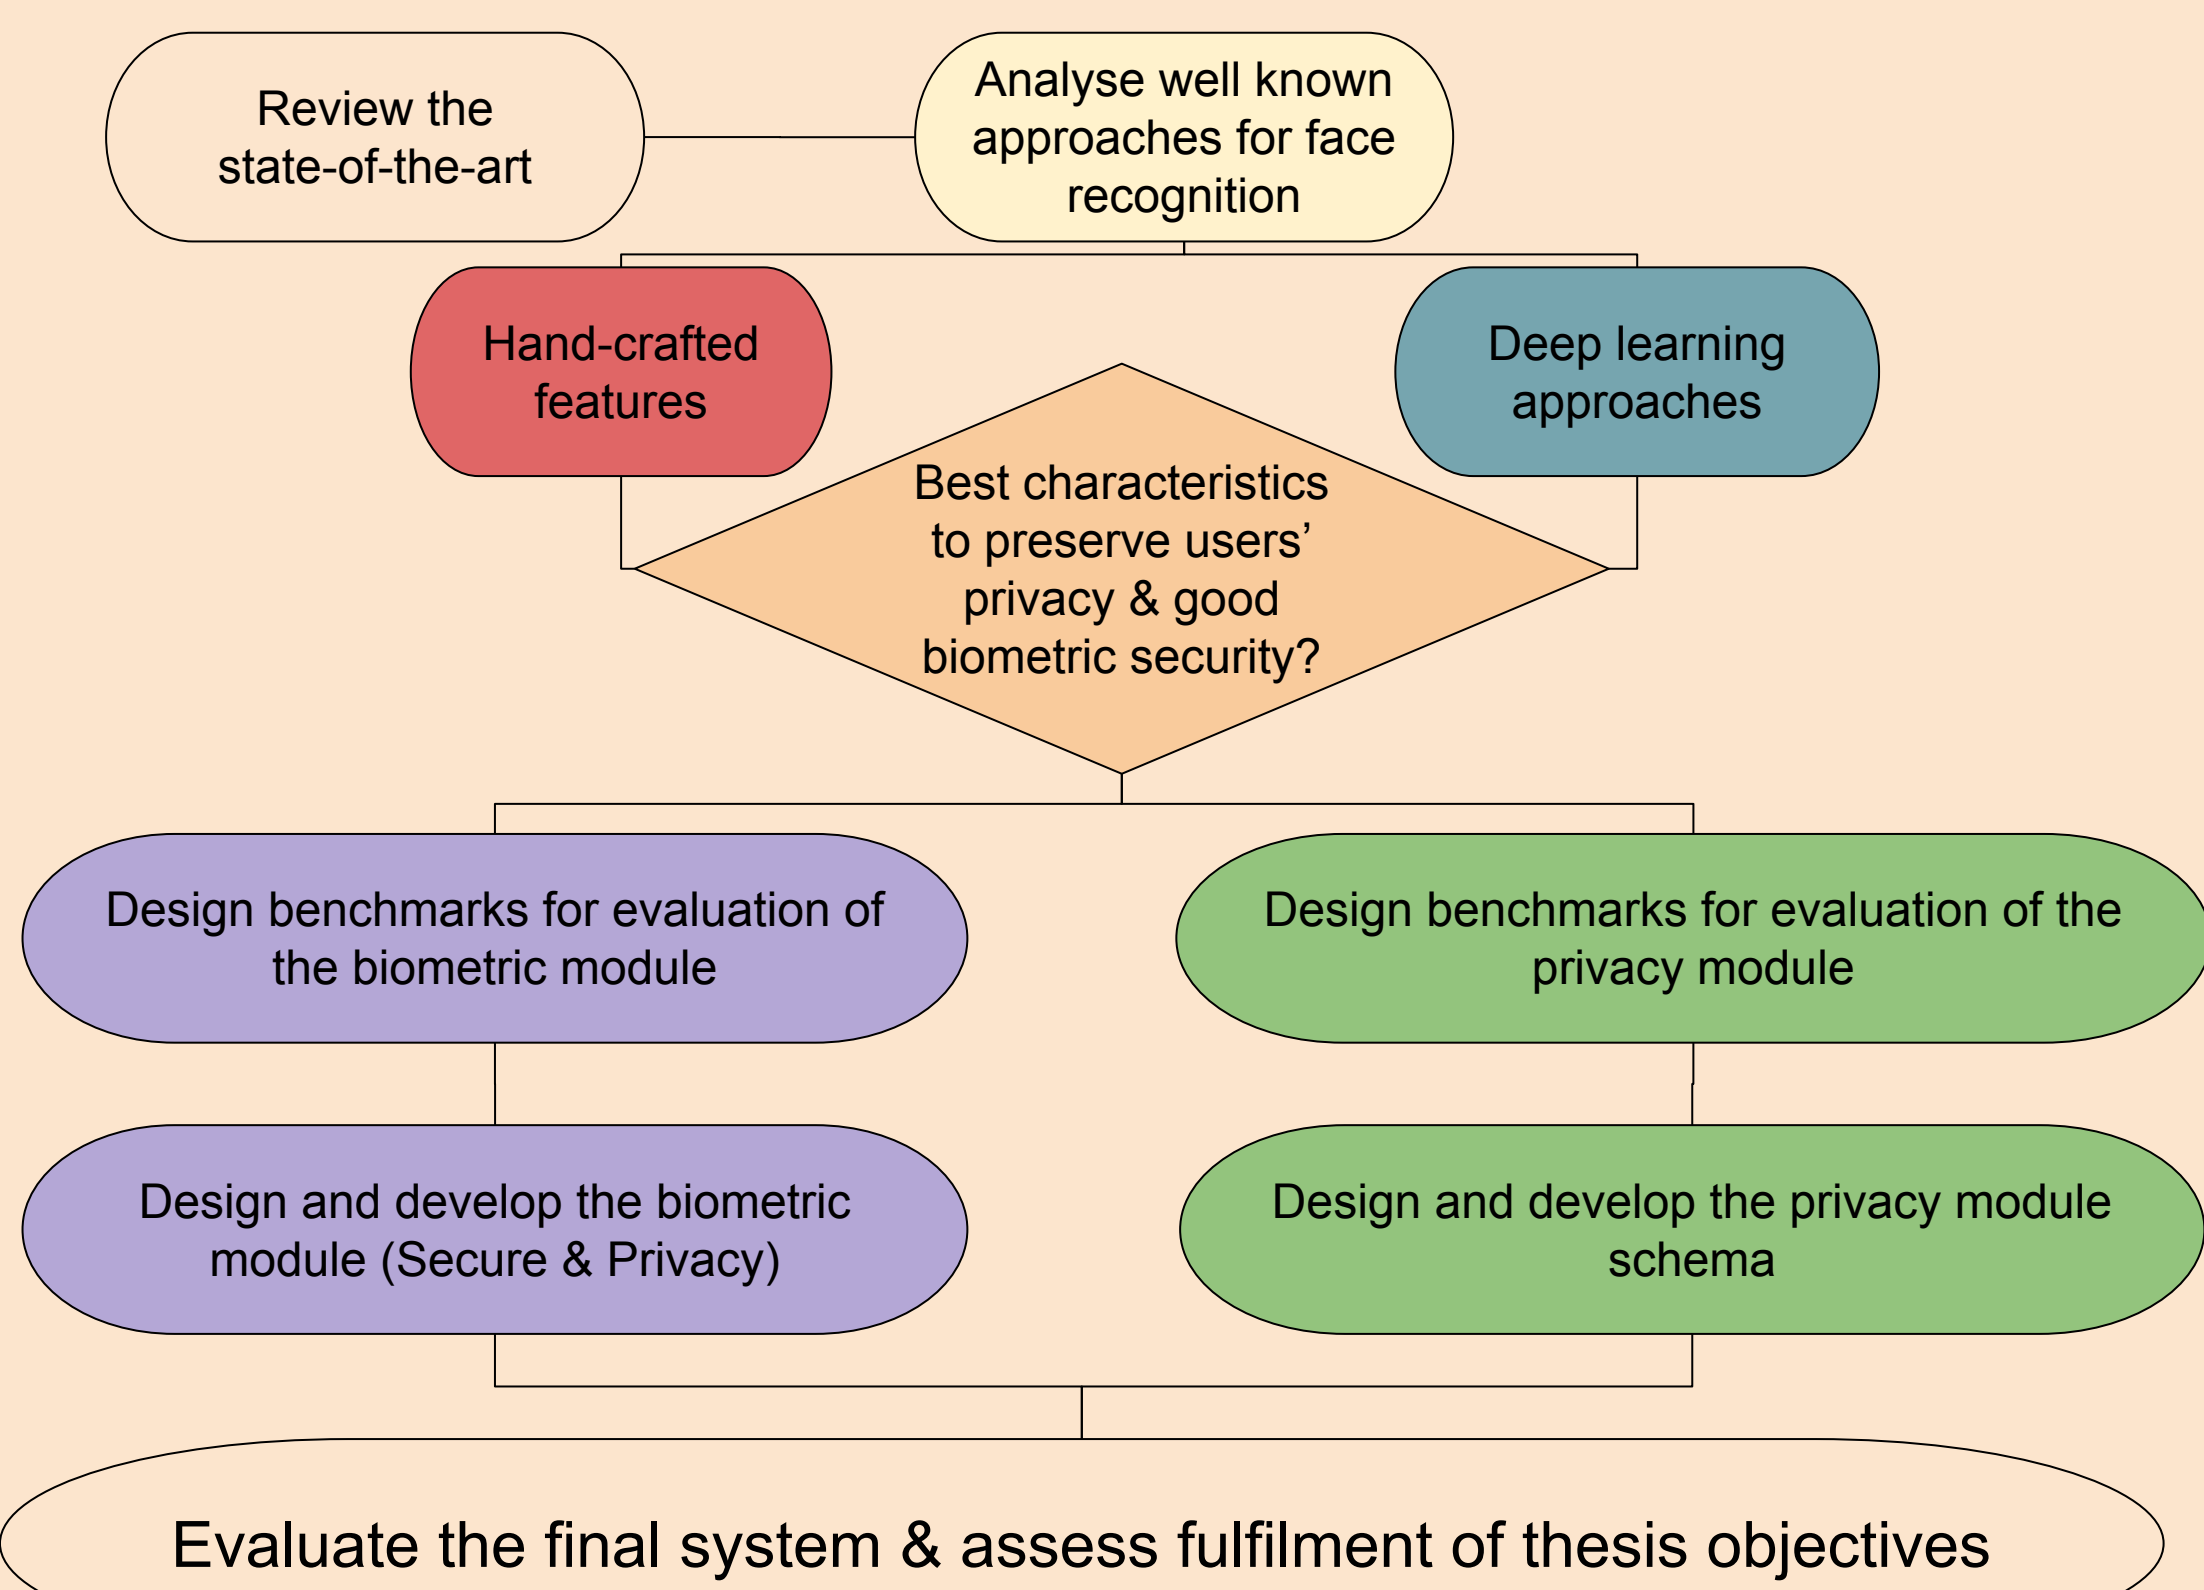 Review the
state-of-the-art
Analyse well known
approaches for face
recognition
Hand-crafted
features
Deep learning
approaches
Best characteristics
to preserve users’
privacy & good
biometric security?
Design benchmarks for evaluation of
the biometric module
Design benchmarks for evaluation of the
privacy module
Design and develop the biometric
module (Secure & Privacy)
Design and develop the privacy module
schema
Evaluate the final system & assess fulfilment of thesis objectives